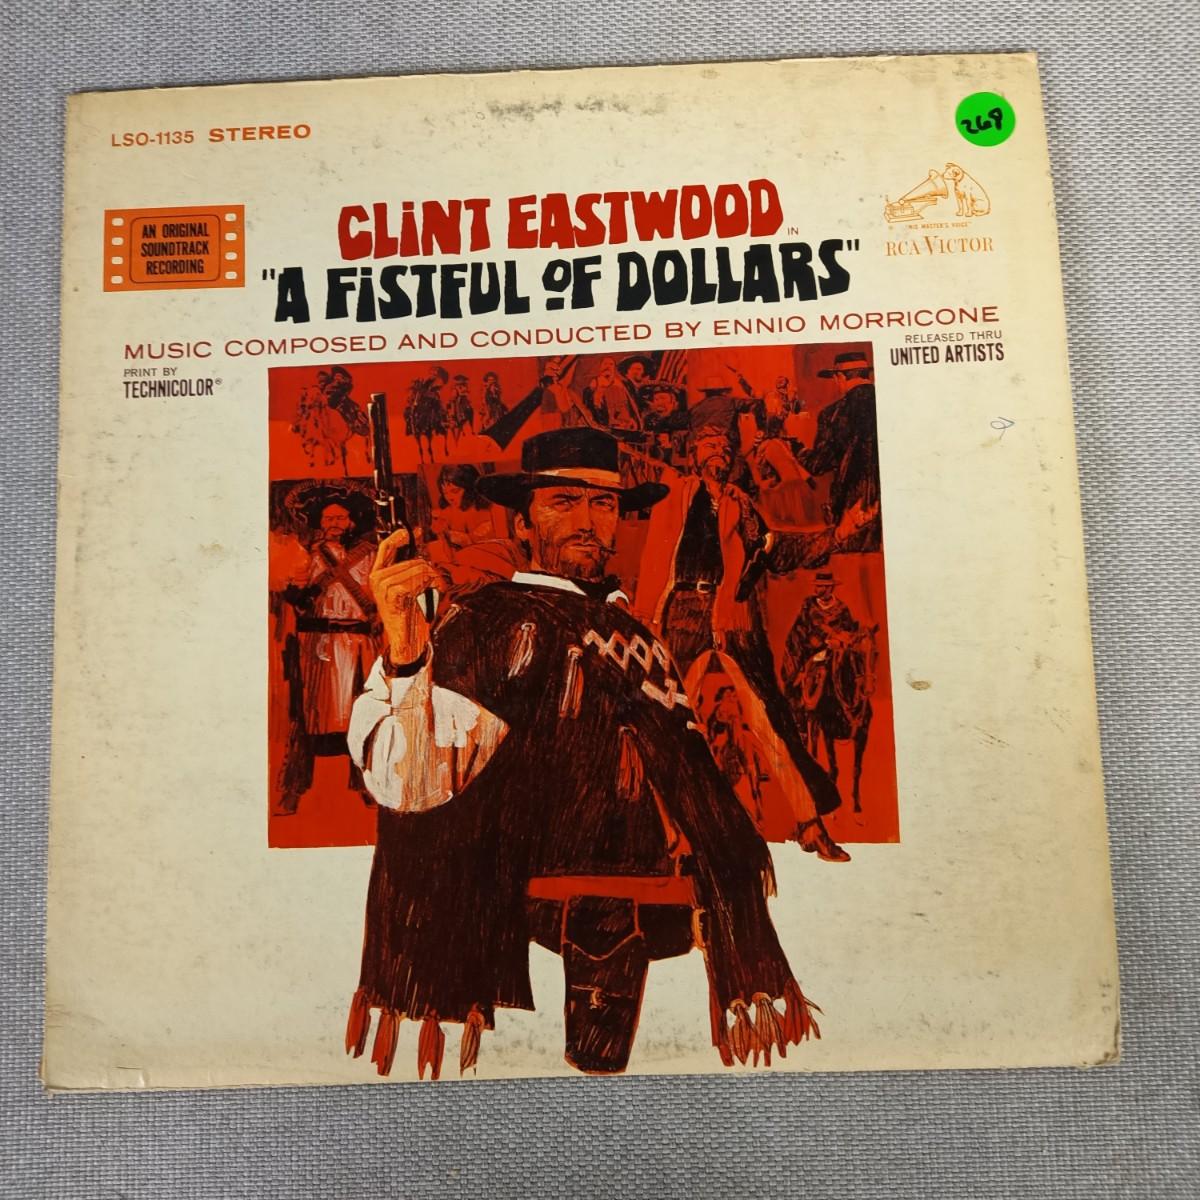 LSO-1135 STEREO
268
AN ORIGINAL
SOUNDTRACK
RECORDING
CLiNT EASTWOOD
IN
"A FiSTFUL OF DOLLARS"
"HIS MASTER'S VOICE"
RCA VICTOR
MUSIC COMPOSED AND CONDUCTED BY ENNIO MORRICONE
PRINT BY
TECHNICOLOR®
RELEASED THRU
UNITED ARTISTS